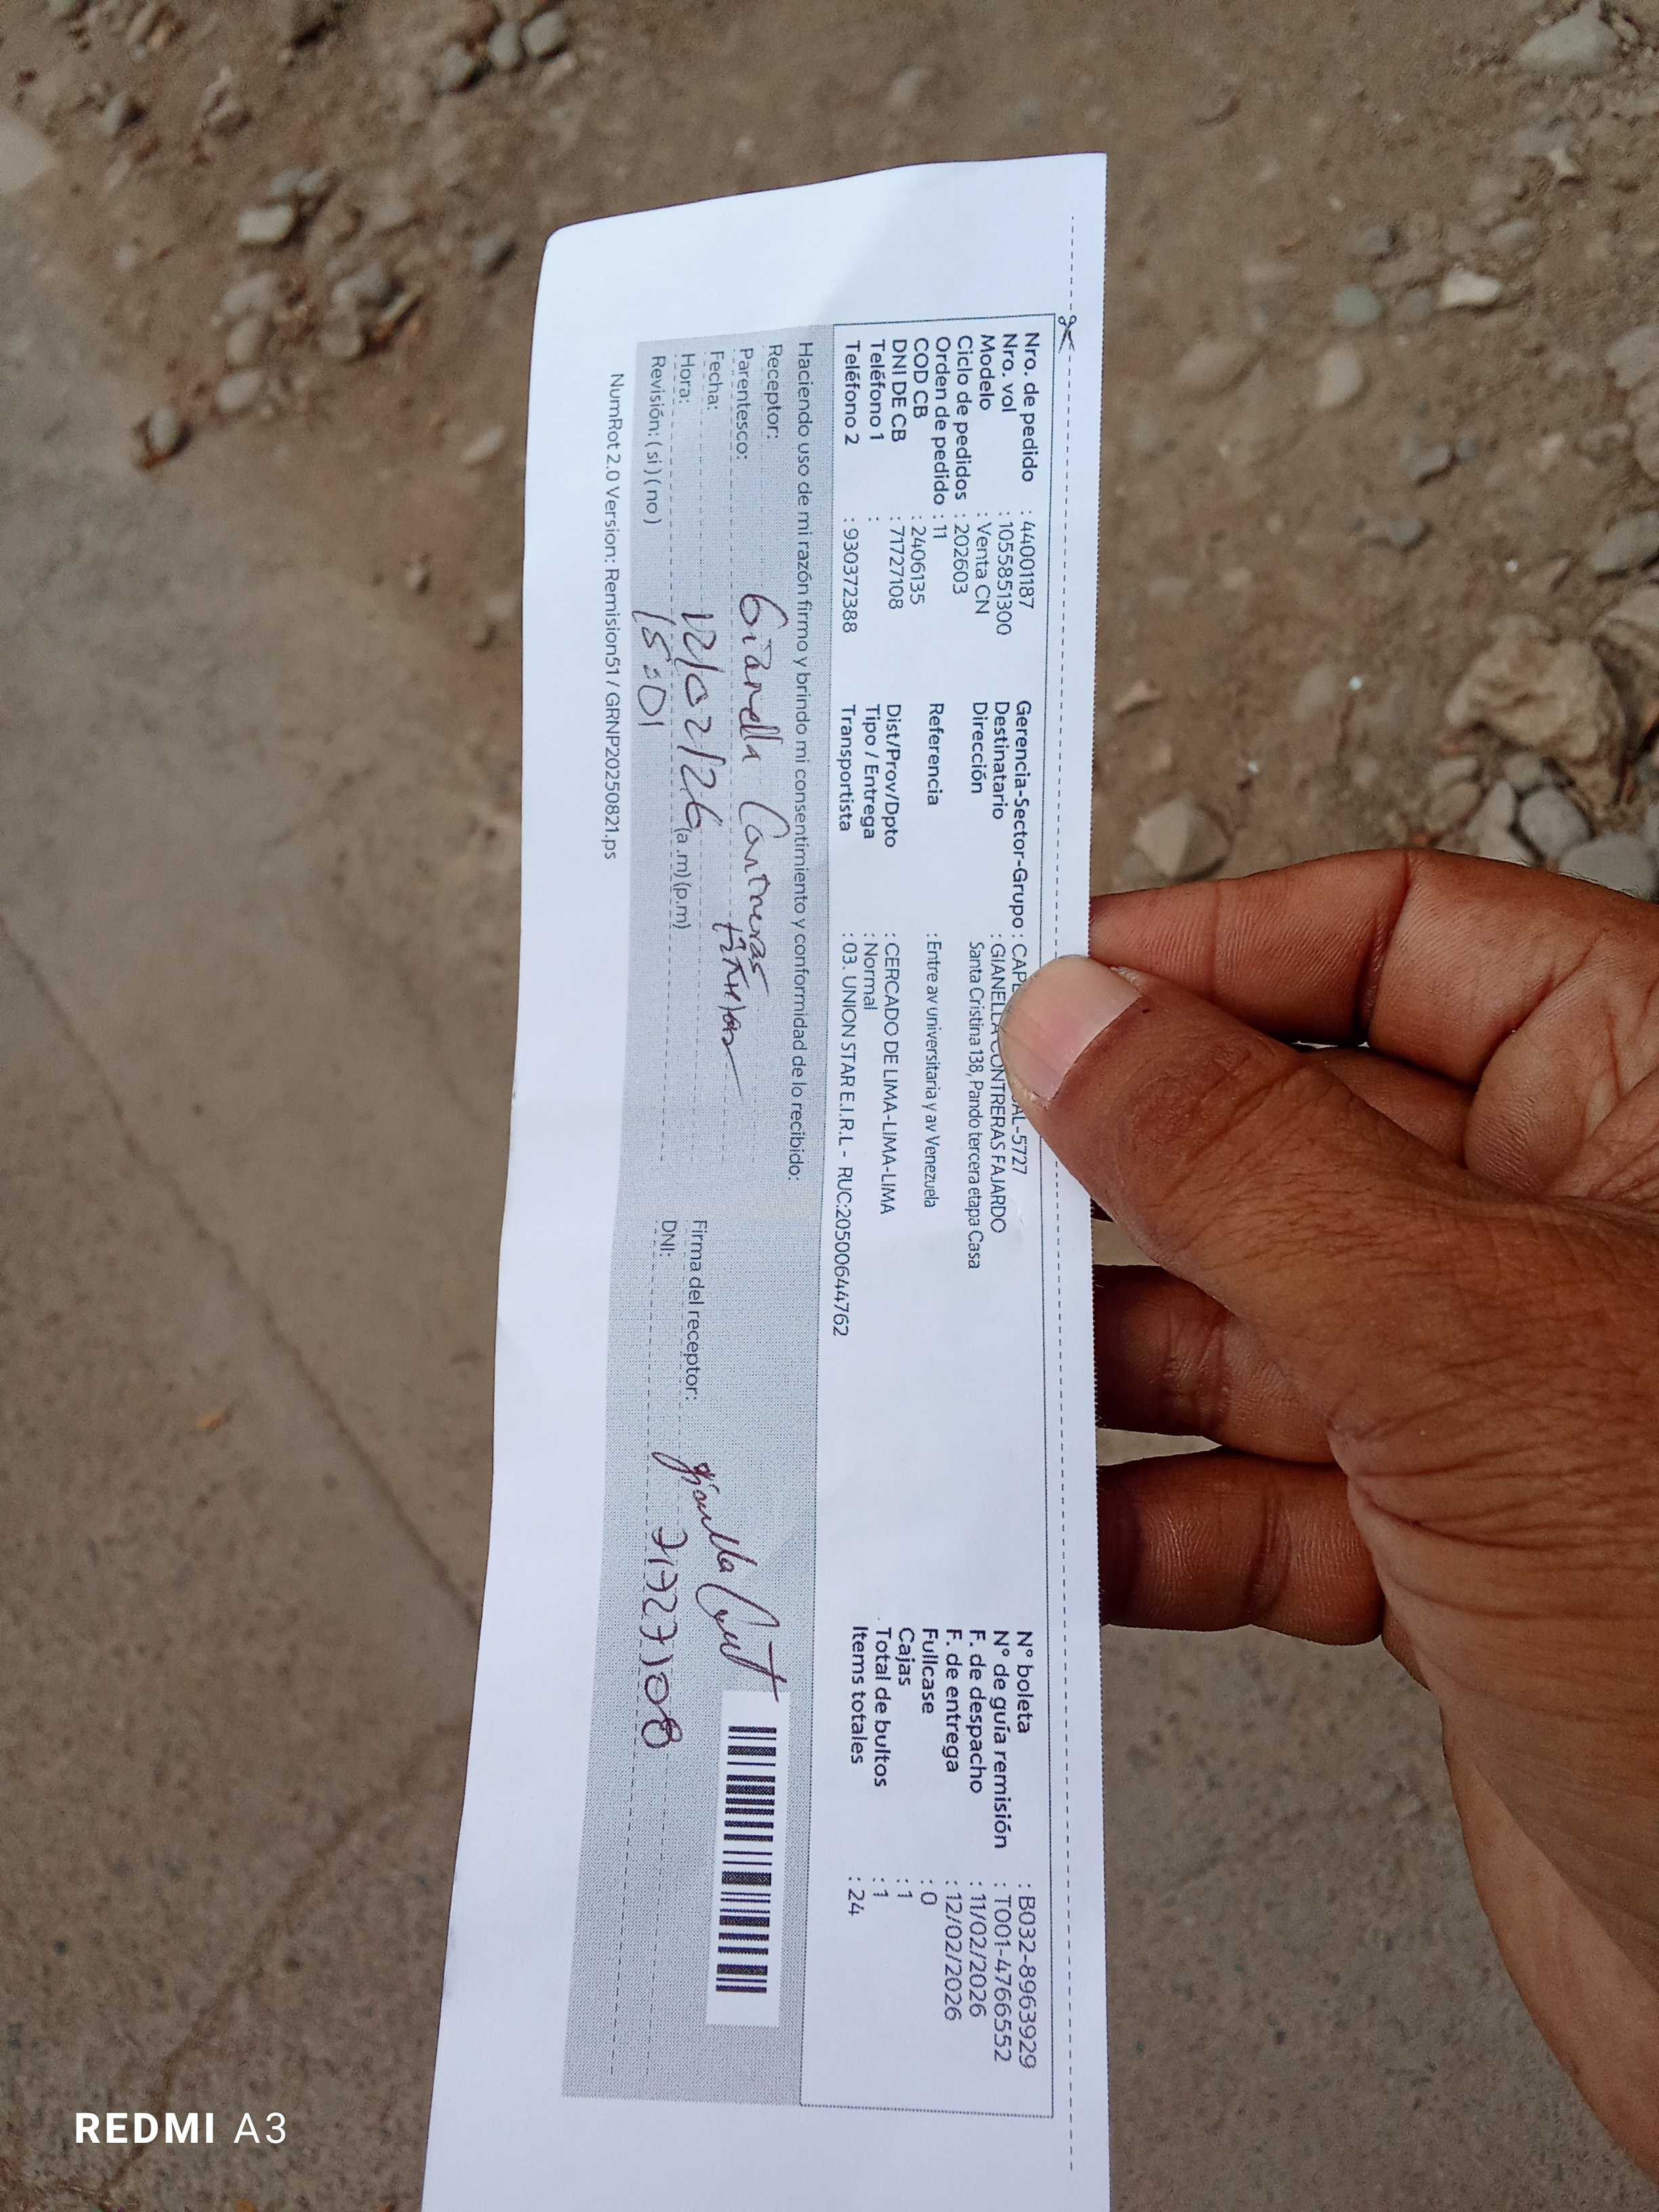 Nro. de pedido : 44001187
Nro. vol : 1055851300
Modelo : Venta CN
Ciclo de pedidos : 202603
Orden de pedido : 11
COD CB : 2406135
DNI DE CB : 71727108
Teléfono 1 :
Teléfono 2 : 930372388
Gerencia-Sector-Grupo : AL-5727
Destinatario : GIANELLA CONTRERAS FAJARDO
Dirección Santa Cristina 138, Pando tercera etapa Casa
Referencia : Entre av universitaria y av Venezuela
Dist/Prov/Dpto : CERCADO DE LIMA-LIMA-LIMA
Tipo / Entrega : Normal
Transportista : 03. UNION STAR E.I.R.L - RUC:20500644762
N° boleta : B032-8963929
N° de guía remisión : T001-4766552
F. de despacho : 11/02/2026
F. de entrega : 12/02/2026
Fullcase : 0
Cajas : 1
Total de bultos : 1
Items totales : 24
Haciendo uso de mi razón firmo y brindo mi consentimiento y conformidad de lo recibido:
Receptor: Gianella Contreras
Parentesco: titular
Fecha: 12/02/26
Hora: 15:01 (a.m) (p.m)
Revisión: ( si ) ( no )
Firma del receptor: Gianella Cont
DNI: 71727108
NumRot 2.0 Version: Remision51 / GRNP20250821.ps
REDMI A3